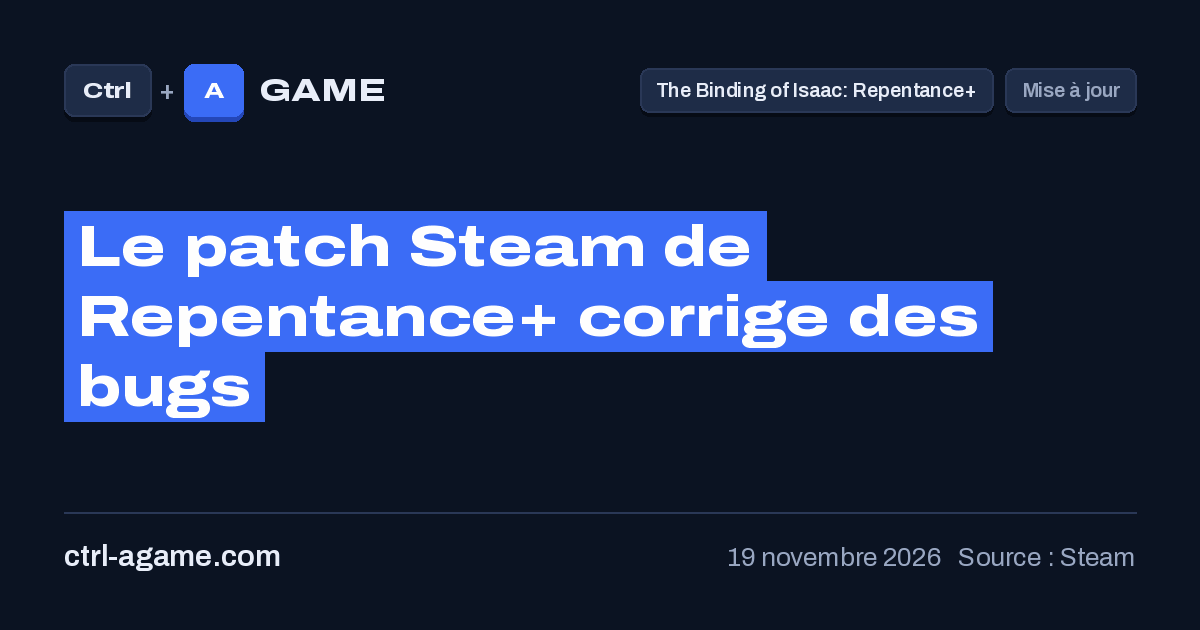 Ctrl + A GAME
The Binding of Isaac: Repentance+ Mise à jour
Le patch Steam de
Repentance+ corrige des
bugs
ctrl-agame.com
19 novembre 2026 Source : Steam